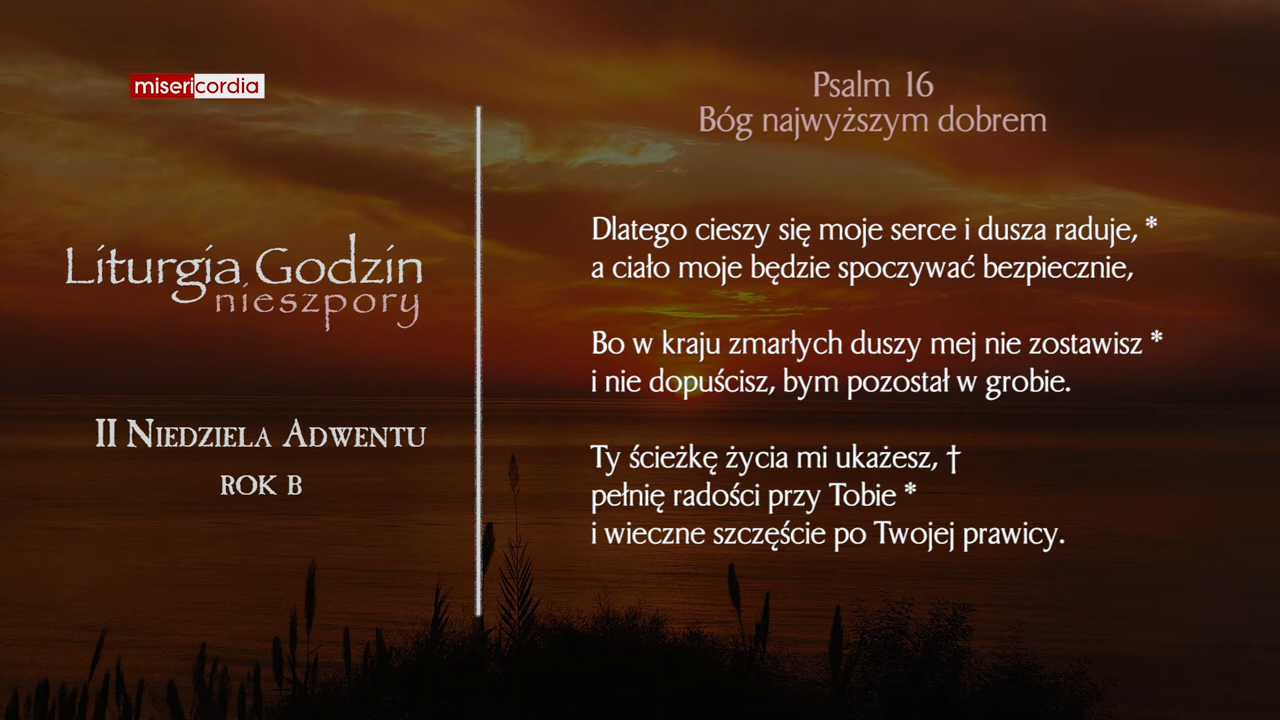 misericordia
Liturgia Godzin
nieszpory
II Niedziela Adwentu
rok B
Psalm 16
Bóg najwyższym dobrem
Dlatego cieszy się moje serce i dusza raduje, *
a ciało moje będzie spoczywać bezpiecznie,
Bo w kraju zmarłych duszy mej nie zostawisz *
i nie dopuścisz, bym pozostał w grobie.
Ty ścieżkę życia mi ukażesz, †
pełnię radości przy Tobie *
i wieczne szczęście po Twojej prawicy.